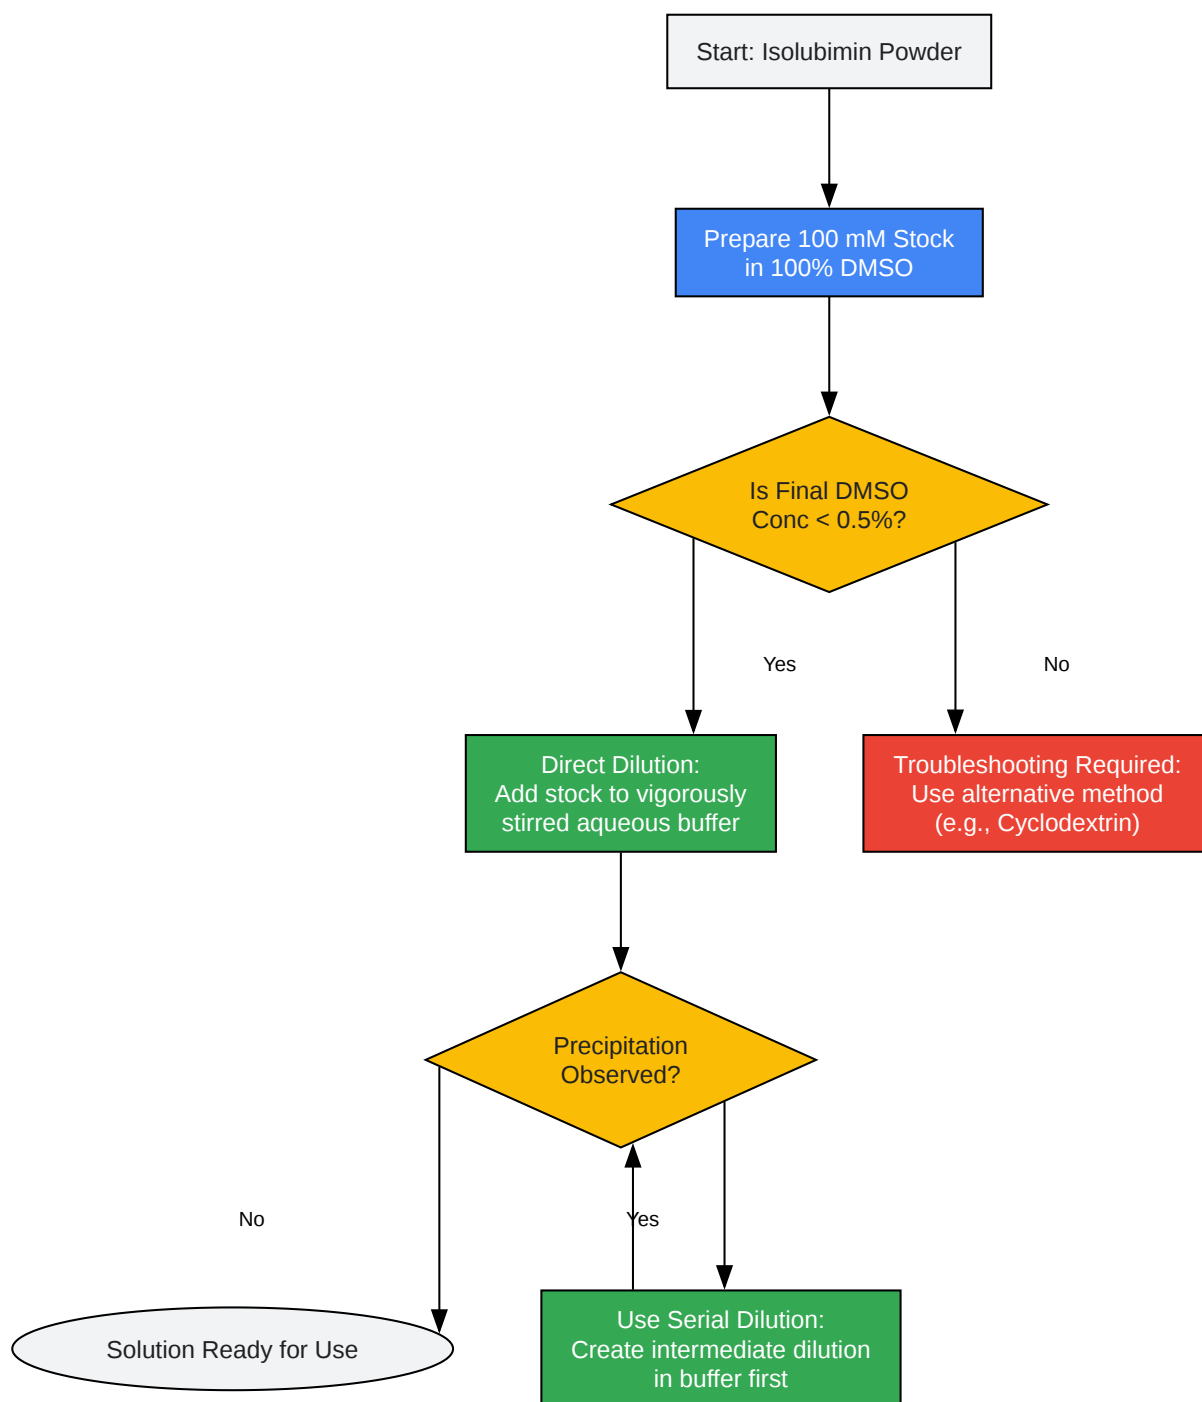 Start: Isolubimin Powder
Prepare 100 mM Stock
in 100% DMSO
Is Final DMSO
Conc < 0.5%?
Yes
No
Direct Dilution:
Add stock to vigorously
stirred aqueous buffer
Troubleshooting Required:
Use alternative method
(e.g., Cyclodextrin)
Precipitation
Observed?
No
Yes
Solution Ready for Use
Use Serial Dilution:
Create intermediate dilution
in buffer first